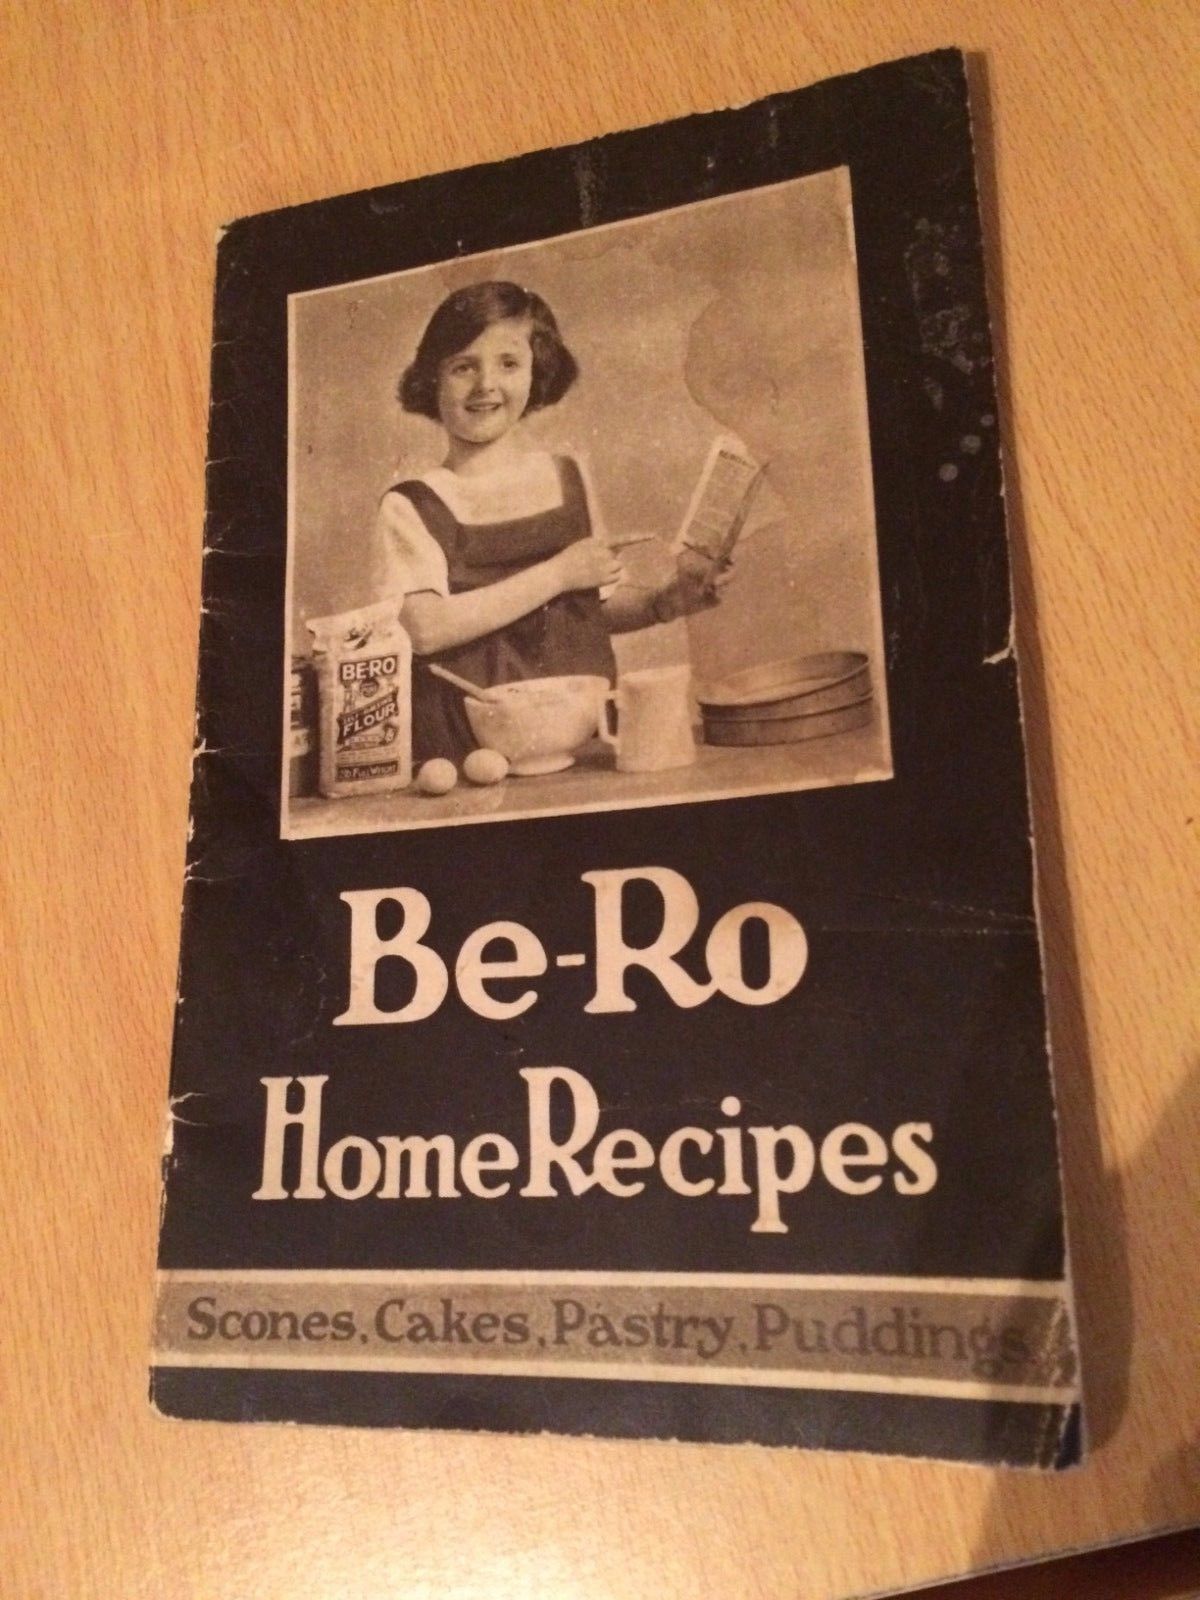 BE-RO
FLOUR
Be-Ro
Home Recipes
Scones, Cakes, Pastry, Puddings